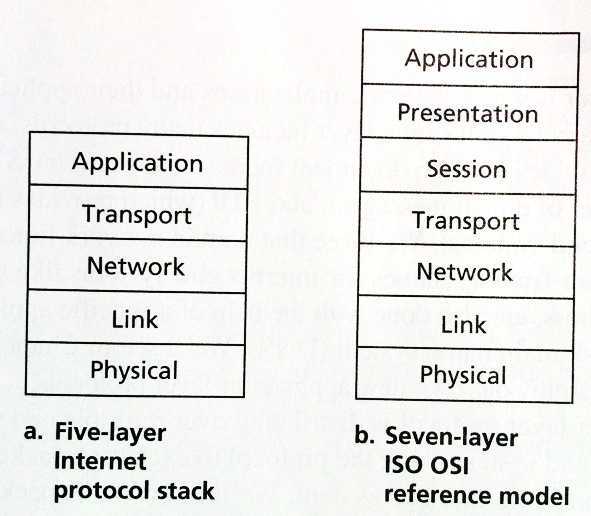 Application
Transport
Network
Link
Physical
a. Five-layer
Internet
protocol stack
Application
Presentation
Session
Transport
Network
Link
Physical
b. Seven-layer
ISO OSI
reference model